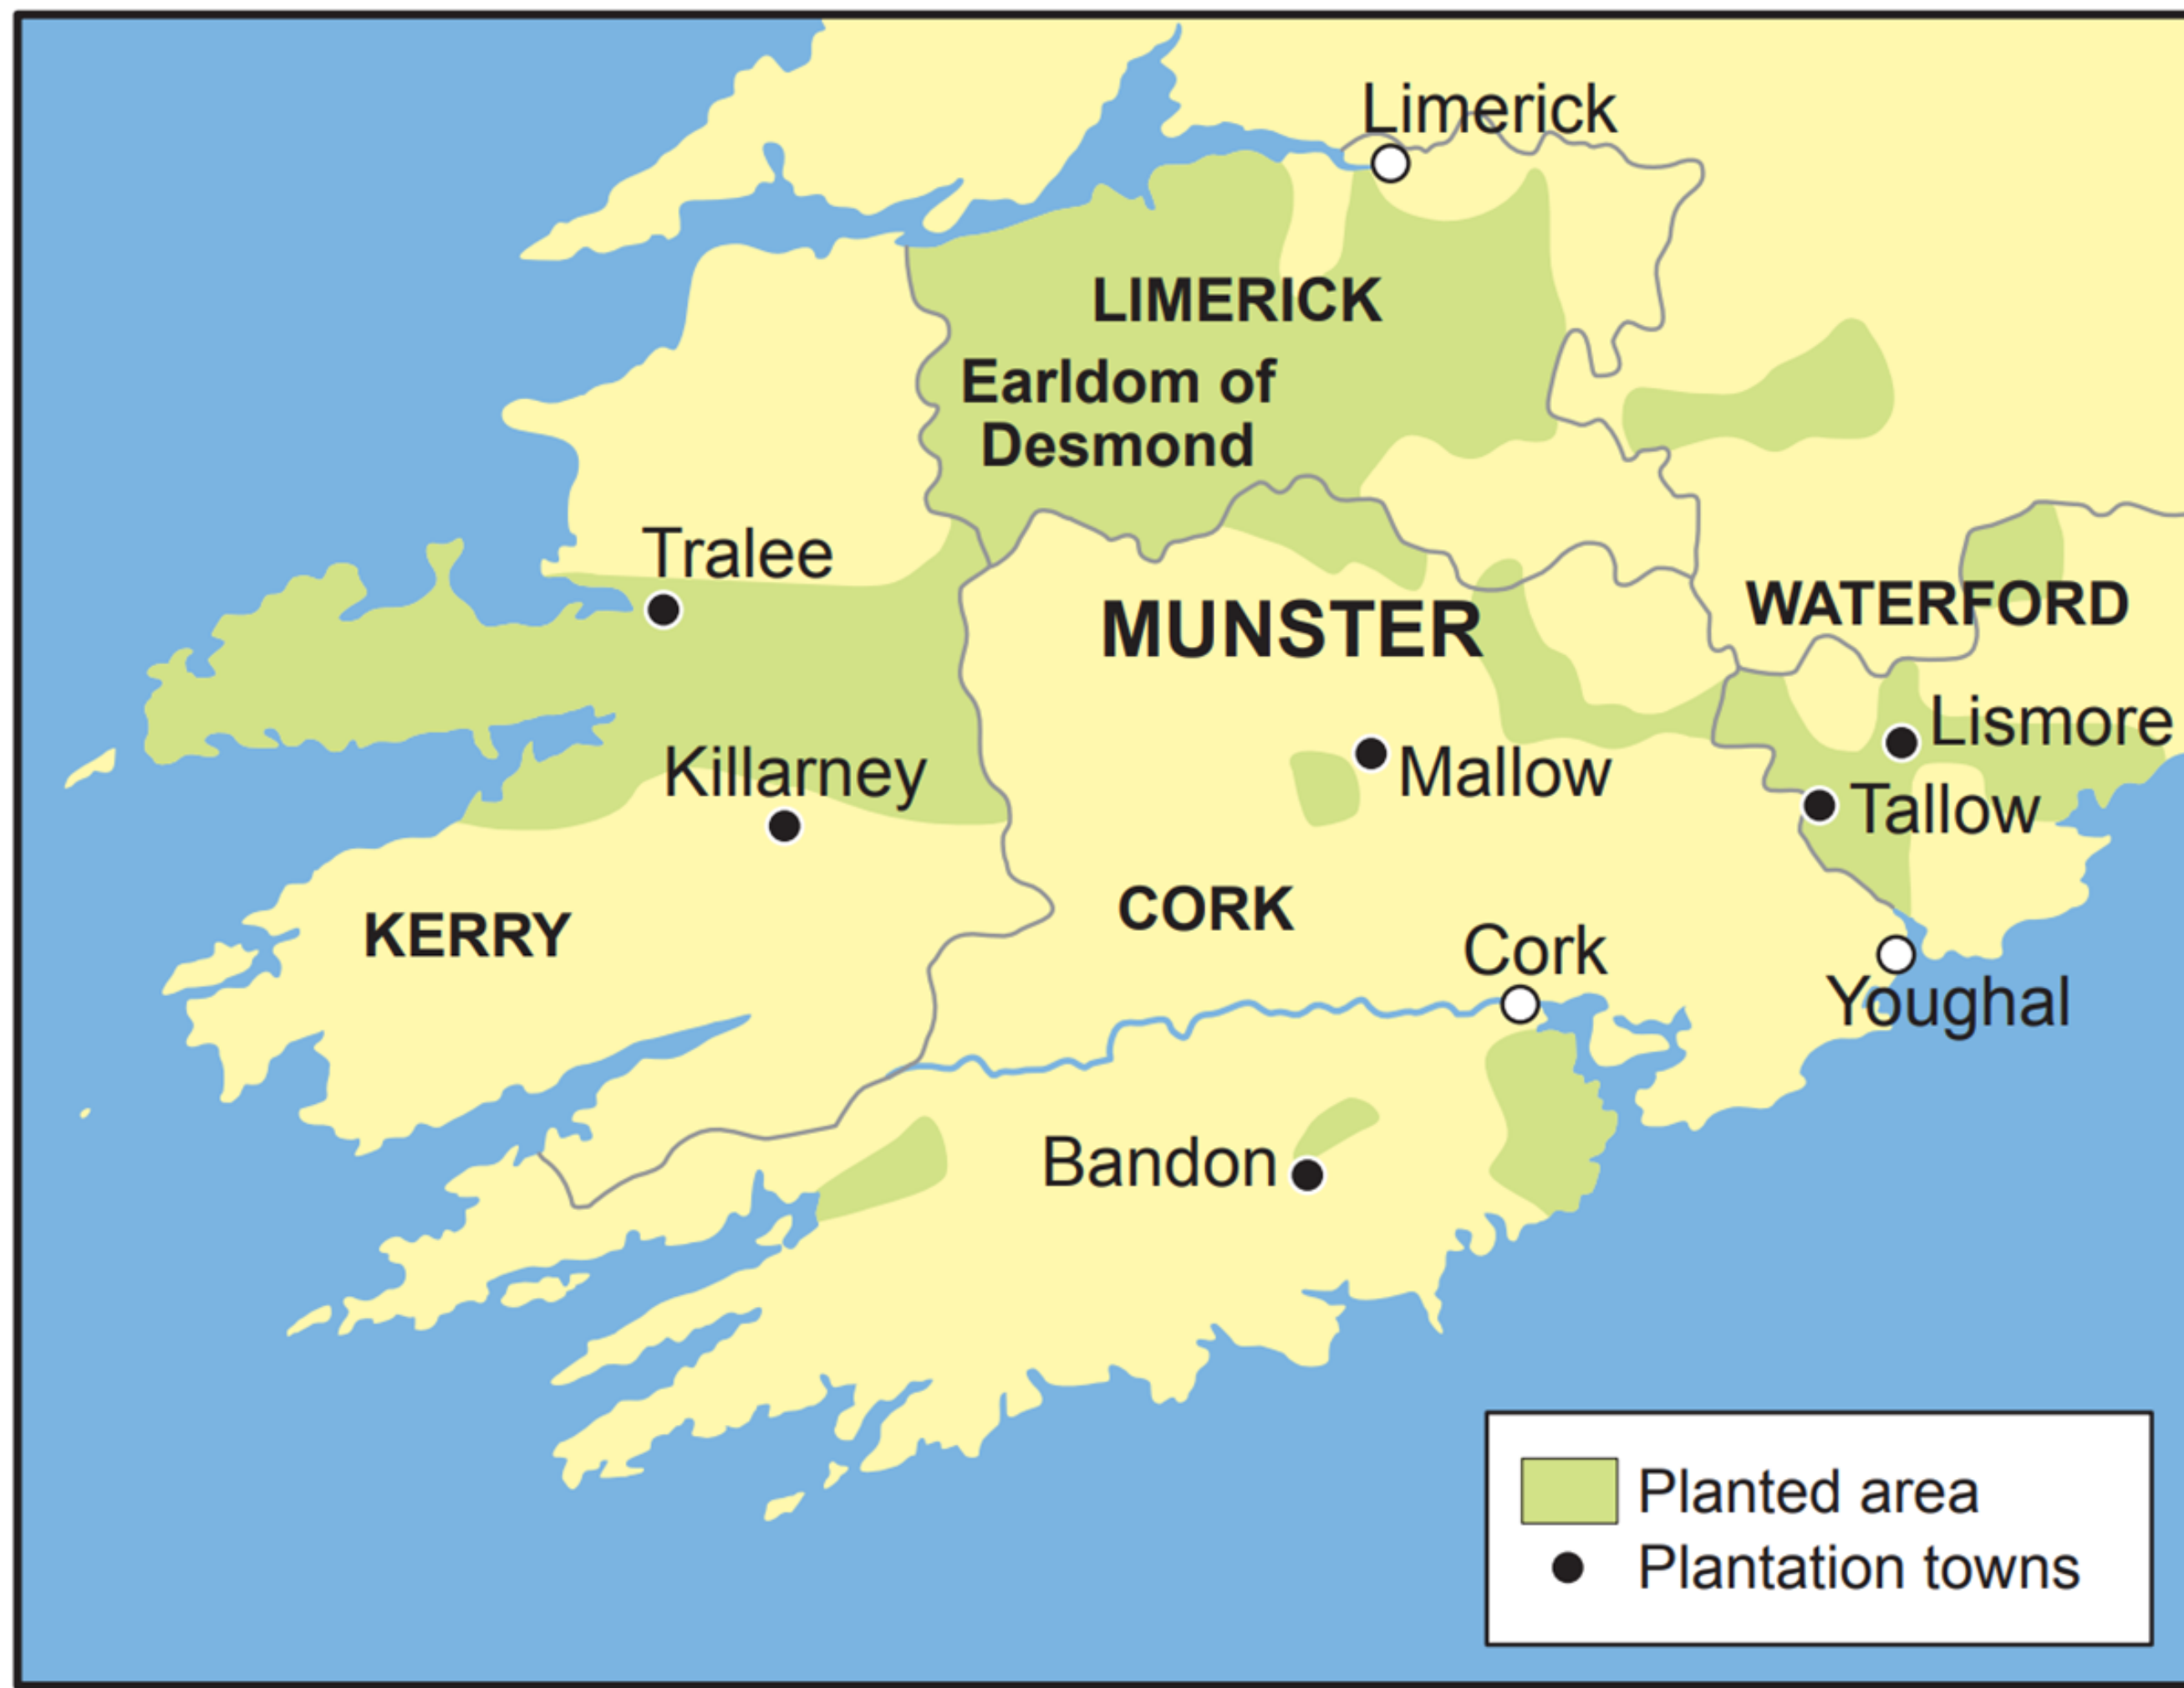 Limerick
LIMERICK
Earldom of
Desmond
Tralee
MUNSTER
WATERFORD
Lismore
Killarney
Mallow
Tallow
KERRY
CORK
Cork
Youghal
Bandon
Planted area
Plantation towns